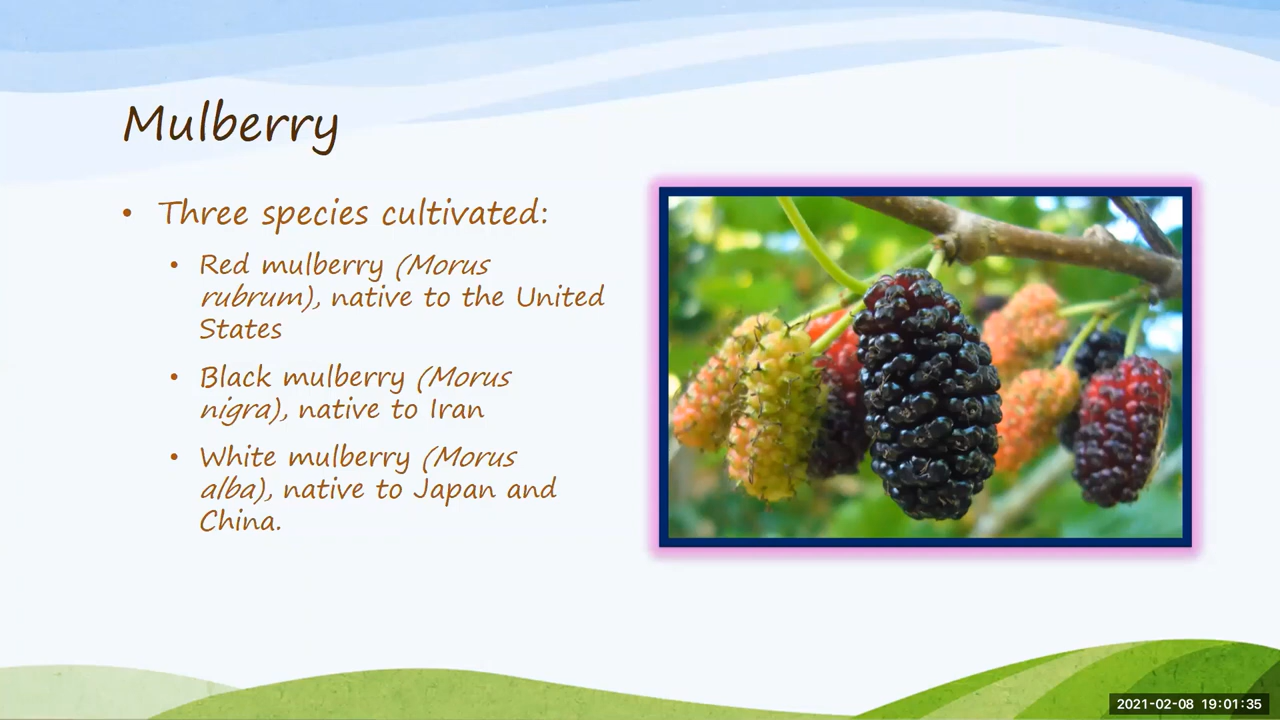 Mulberry
• Three species cultivated:
• Red mulberry (Morus
rubrum), native to the United
States
• Black mulberry (Morus
nigra), native to Iran
• White mulberry (Morus
alba), native to Japan and
China.
2021-02-08 19:01:35